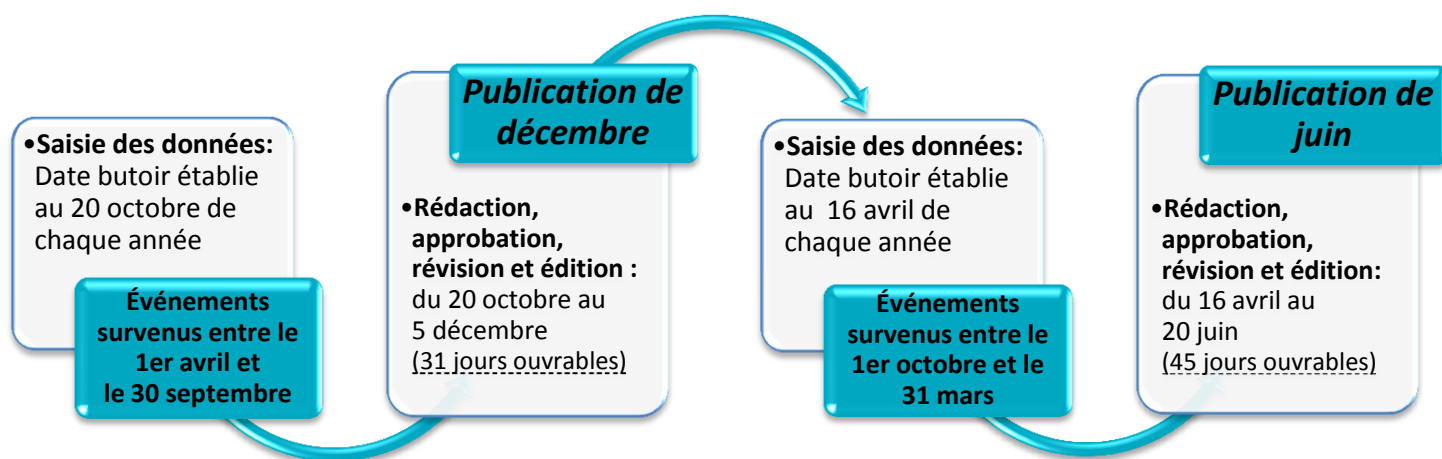 •Saisie des données:
Date butoir établie
au 20 octobre de
chaque année
Événements
survenus entre le
1er avril et
le 30 septembre
Publication de
décembre
•Rédaction,
approbation,
révision et édition :
du 20 octobre au
5 décembre
(31 jours ouvrables)
•Saisie des données:
Date butoir établie
au 16 avril de
chaque année
Événements
survenus entre le
1er octobre et le
31 mars
Publication de
juin
•Rédaction,
approbation,
révision et édition:
du 16 avril au
20 juin
(45 jours ouvrables)